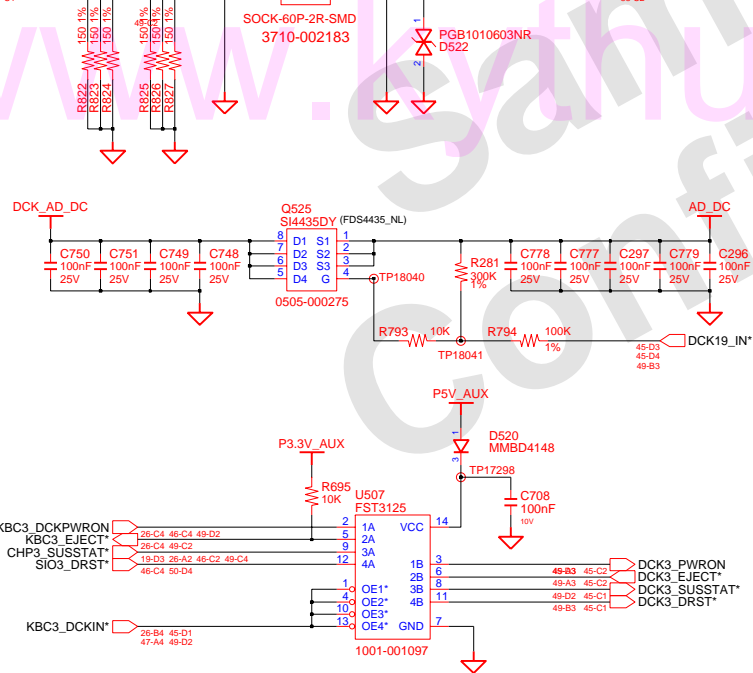 150 1%
150 1%
150 1%
R822
R823
R824
150 1%
150 1%
150 1%
R825
R826
R827
SOCK-60P-2R-SMD
3710-002183
1
PGB1010603NR
D522
2
www.kythu
Sam
Confi
DCK_AD_DC
C750
100nF
25V
C751
100nF
25V
C749
100nF
25V
C748
100nF
25V
Q525
SI4435DY
(FDS4435_NL)
8 D1 S1 1
7 D2 S2 2
6 D3 S3 3
5 D4 G 4
0505-000275
TP18040
R281
300K
1%
AD_DC
C778
100nF
25V
C777
100nF
25V
C297
100nF
25V
C779
100nF
25V
C296
100nF
25V
R793
10K
TP18041
R794
100K
1%
DCK19_IN*
45-D3
45-D4
49-B3
P5V_AUX
1
D520
MMBD4148
3
TP17298
C708
100nF
10V
P3.3V_AUX
R695
10K
U507
FST3125
KBC3_DCKPWRON
KBC3_EJECT*
26-C4 46-C4 49-D2
CHP3_SUSSTAT*
26-C4 49-C2
SIO3_DRST*
19-D3 26-A2 46-C2 49-C4
46-C4 50-D4
KBC3_DCKIN*
26-B4 45-D1
47-A4 49-D2
2 1A VCC 14
5 2A
9 3A
12 4A
1B 3
2B 6
3B 8
4B 11
1 OE1*
4 OE2*
10 OE3*
13 OE4* GND 7
1001-001097
DCK3_PWRON
45-C2
DCK3_EJECT*
49-A3 45-C2
DCK3_SUSSTAT*
49-D2 45-C1
DCK3_DRST*
49-B3 45-C1